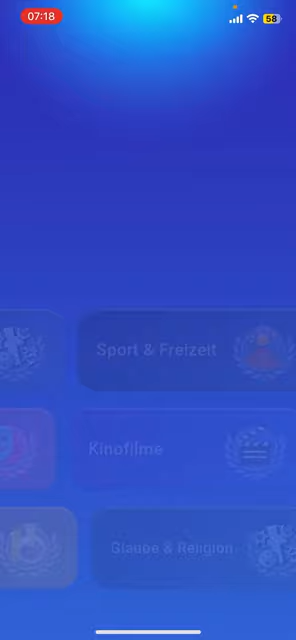 07:18
58
Sport & Freizeit
Kinofilme
Glaube & Religion